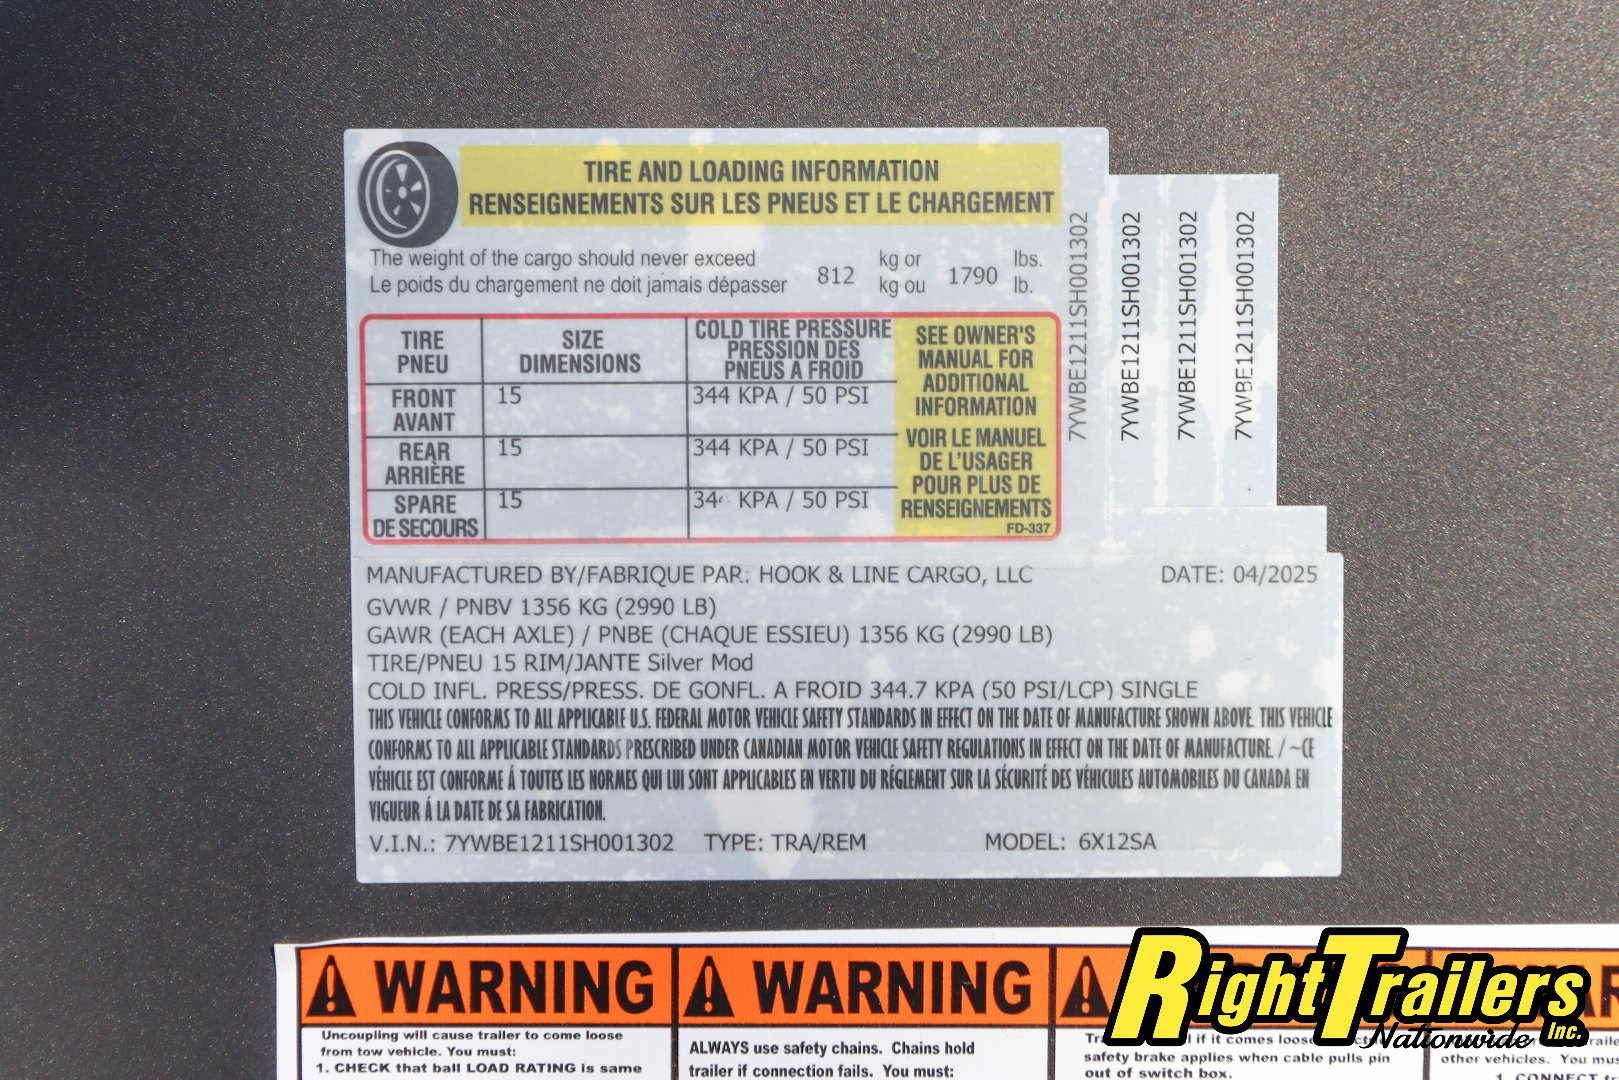 TIRE AND LOADING INFORMATION
RENSEIGNEMENTS SUR LES PNEUS ET LE CHARGEMENT
The weight of the cargo should never exceed 812 kg or 1790 lbs.
Le poids du chargement ne doit jamais dépasser kg ou lb.
TIRE PNEU
SIZE DIMENSIONS
COLD TIRE PRESSURE
PRESSION DES
PNEUS A FROID
FRONT AVANT 15 344 KPA / 50 PSI
REAR ARRIÈRE 15 344 KPA / 50 PSI
SPARE DE SECOURS 15 34 KPA / 50 PSI
SEE OWNER'S
MANUAL FOR
ADDITIONAL
INFORMATION
VOIR LE MANUEL
DE L'USAGER
POUR PLUS DE
RENSEIGNEMENTS
FD-337
7YWBE1211SH001302
7YWBE1211SH001302
7YWBE1211SH001302
7YWBE1211SH001302
MANUFACTURED BY/FABRIQUE PAR: HOOK & LINE CARGO, LLC DATE: 04/2025
GVWR / PNBV 1356 KG (2990 LB)
GAWR (EACH AXLE) / PNBE (CHAQUE ESSIEU) 1356 KG (2990 LB)
TIRE/PNEU 15 RIM/JANTE Silver Mod
COLD INFL. PRESS/PRESS. DE GONFL. A FROID 344.7 KPA (50 PSI/LCP) SINGLE
THIS VEHICLE CONFORMS TO ALL APPLICABLE U.S. FEDERAL MOTOR VEHICLE SAFETY STANDARDS IN EFFECT ON THE DATE OF MANUFACTURE SHOWN ABOVE. THIS VEHICLE
CONFORMS TO ALL APPLICABLE STANDARDS PRESCRIBED UNDER CANADIAN MOTOR VEHICLE SAFETY REGULATIONS IN EFFECT ON THE DATE OF MANUFACTURE. / ~CE
VÉHICLE EST CONFORME Á TOUTES LES NORMES QUI LUI SONT APPLICABLES EN VERTU DU RÉGLEMENT SUR LA SÉCURITÉ DES VÉHICULES AUTOMOBILES DU CANADA EN
VIGUEUR Á LA DATE DE SA FABRICATION.
V.I.N.: 7YWBE1211SH001302 TYPE: TRA/REM MODEL: 6X12SA
WARNING
Uncoupling will cause trailer to come loose
from tow vehicle. You must:
1. CHECK that ball LOAD RATING is same
WARNING
ALWAYS use safety chains. Chains hold
trailer if connection fails. You must:
if it comes loose
safety brake applies when cable pulls pin
out of switch box.
other vehicles. You
1. CONNECT
RightTrailers Inc.
Nationwide